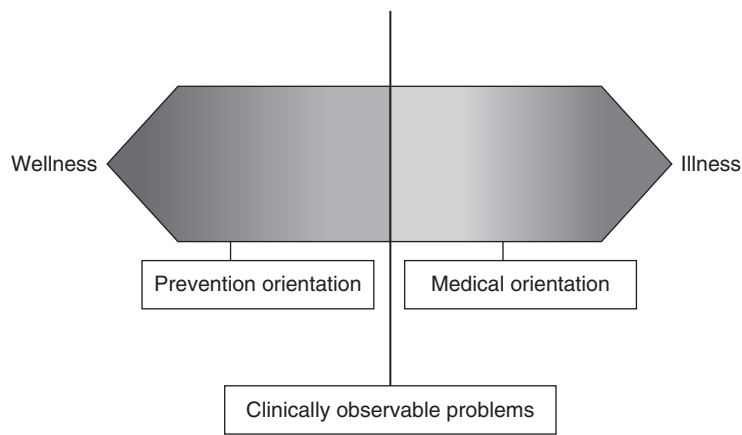 Wellness
Illness
Prevention orientation
Medical orientation
Clinically observable problems